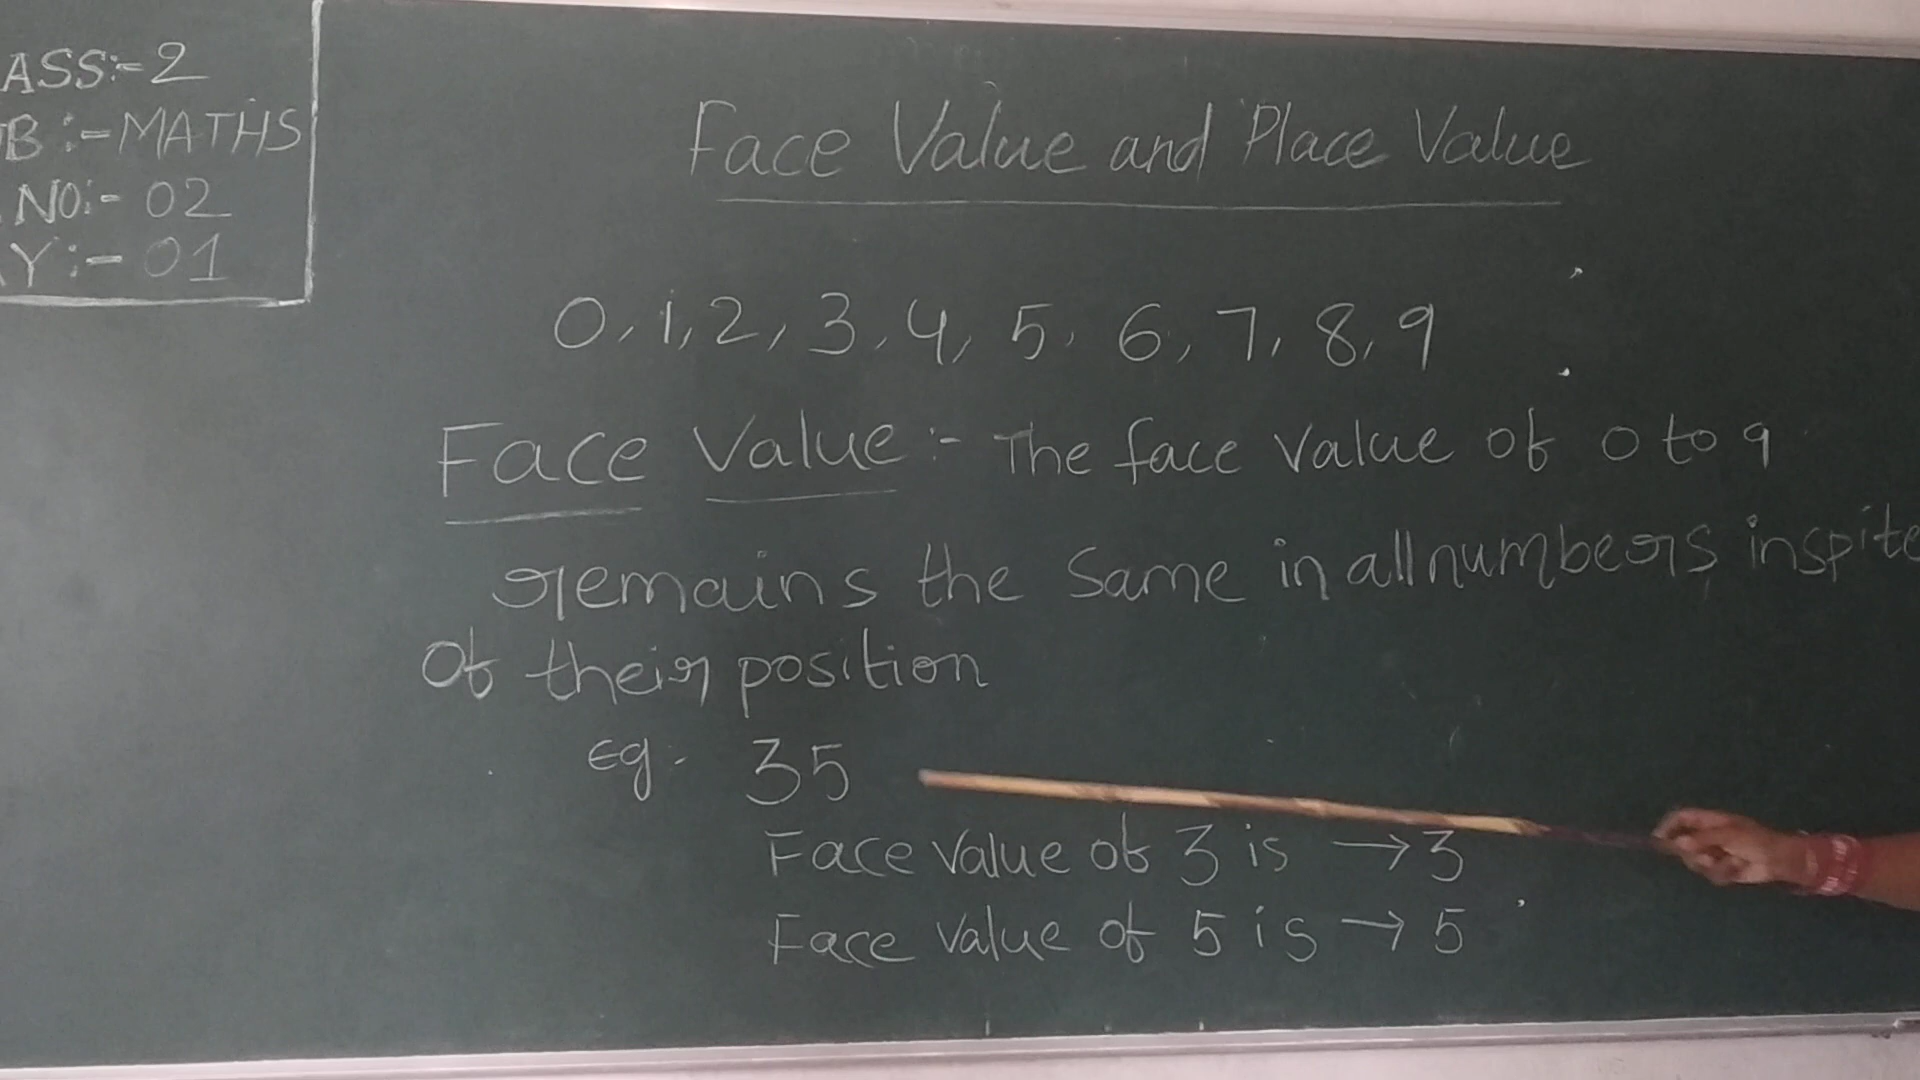 ASS:-2
B:-MATHS
NO:- 02
Y:- 01
Face Value and Place Value
0, 1, 2, 3, 4, 5, 6, 7, 8, 9
Face Value :- The face value of 0 to 9
remains the same in all numbers inspite
of their position
Eg. 35
Face value of 3 is → 3
Face value of 5 is → 5